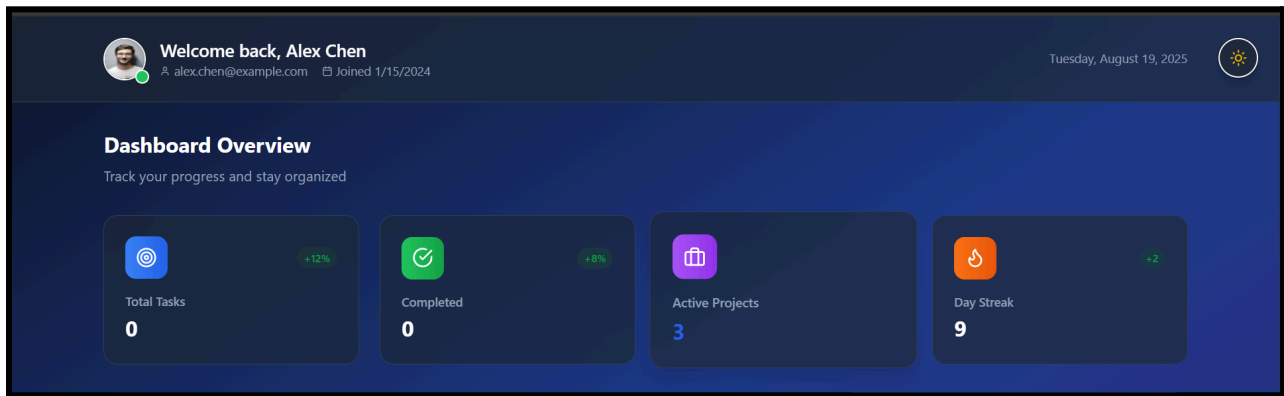 Welcome back, Alex Chen
alex.chen@example.com Joined 1/15/2024
Tuesday, August 19, 2025
Dashboard Overview
Track your progress and stay organized
+12%
Total Tasks
0
+8%
Completed
0
Active Projects
3
+2
Day Streak
9